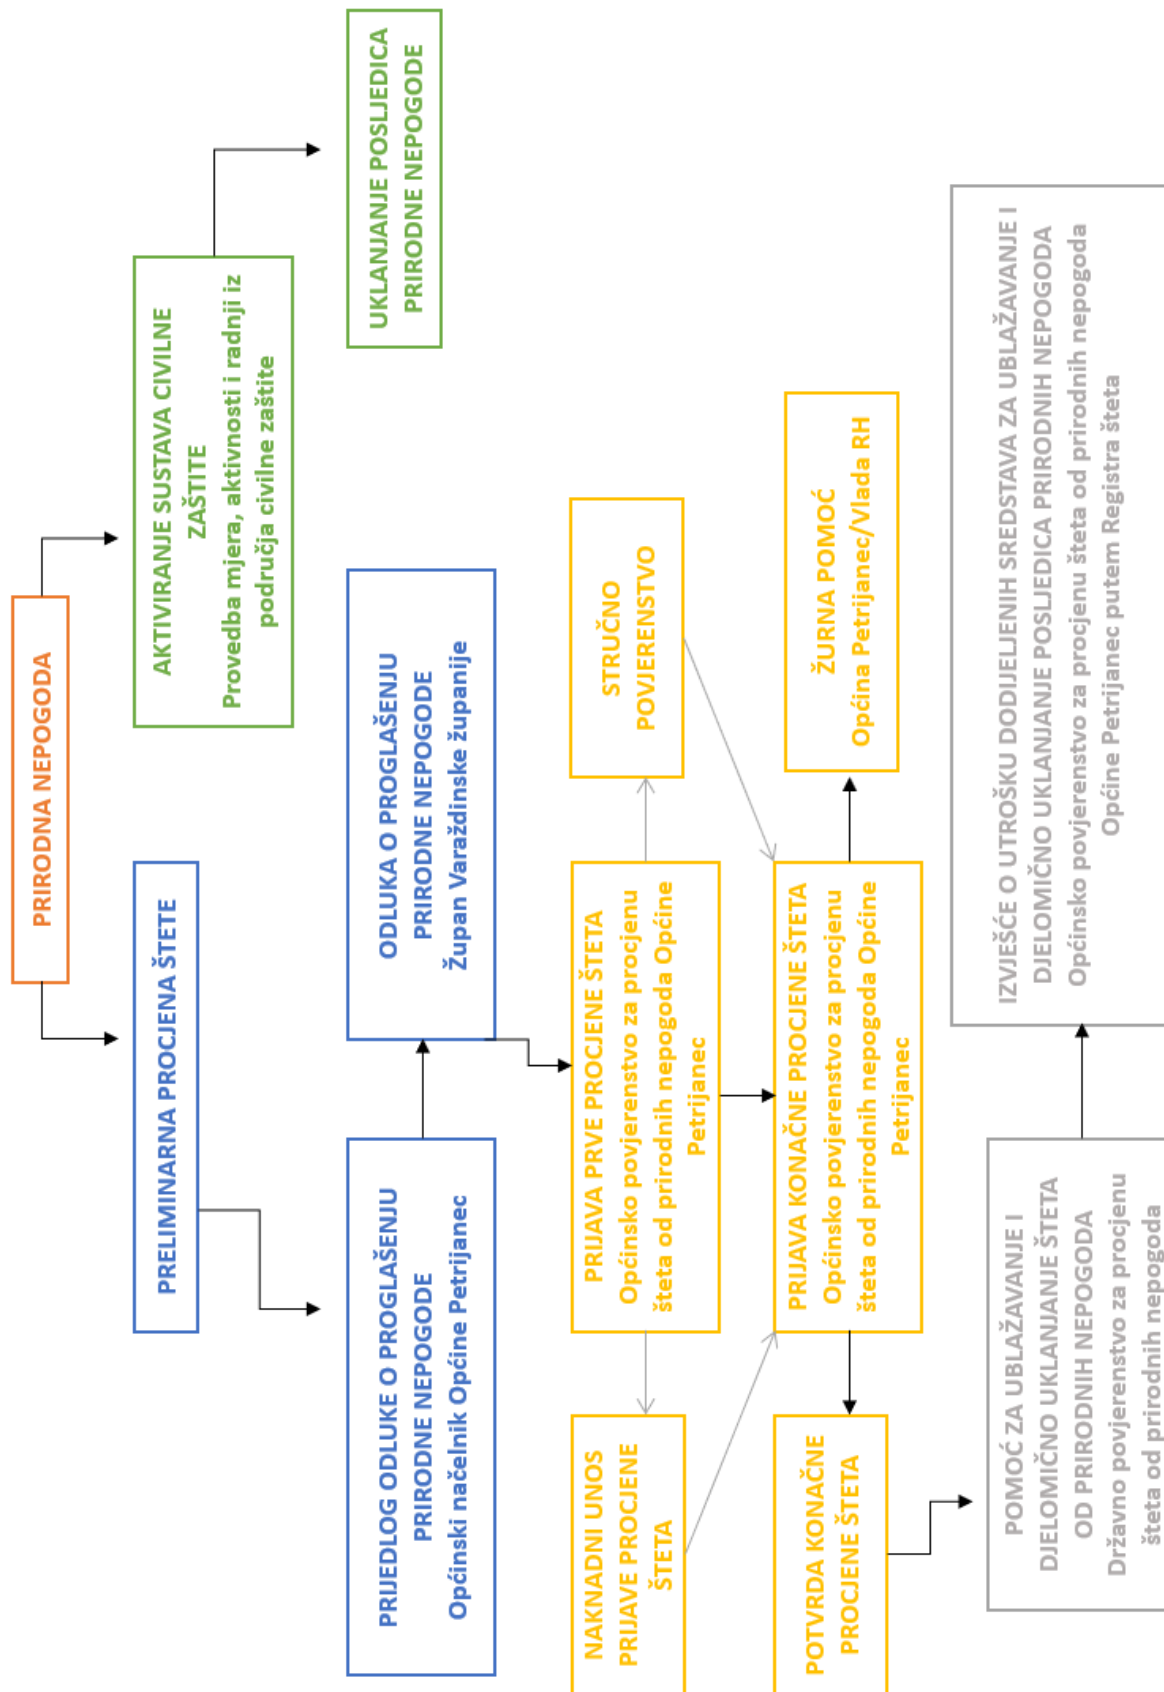 PRIRODNA NEPOGODA
PRELIMINARNA PROCJENA ŠTETE
AKTIVIRANJE SUSTAVA CIVILNE
ZAŠTITE
Provedba mjera, aktivnosti i radnji iz
područja civilne zaštite
PRIJEDLOG ODLUKE O PROGLAŠENJU
PRIRODNE NEPOGODE
Općinski načelnik Općine Petrijanec
ODLUKA O PROGLAŠENJU
PRIRODNE NEPOGODE
Župan Varaždinske županije
UKLANJANJE POSLJEDICA
PRIRODNE NEPOGODE
NAKNADNI UNOS
PRIJAVE PROCJENE
ŠTETA
PRIJAVA PRVE PROCJENE ŠTETA
Općinsko povjerenstvo za procjenu
šteta od prirodnih nepogoda Općine
Petrijanec
STRUČNO
POVJERENSTVO
POTVRDA KONAČNE
PROCJENE ŠTETA
PRIJAVA KONAČNE PROCJENE ŠTETA
Općinsko povjerenstvo za procjenu
šteta od prirodnih nepogoda Općine
Petrijanec
ŽURNA POMOĆ
Općina Petrijanec/Vlada RH
POMOĆ ZA UBLAŽAVANJE I
DJELOMIČNO UKLANJANJE ŠTETA
OD PRIRODNIH NEPOGODA
Državno povjerenstvo za procjenu
šteta od prirodnih nepogoda
IZVJEŠĆE O UTROŠKU DODIJELJENIH SREDSTAVA ZA UBLAŽAVANJE I
DJELOMIČNO UKLANJANJE POSLJEDICA PRIRODNIH NEPOGODA
Općinsko povjerenstvo za procjenu šteta od prirodnih nepogoda
Općine Petrijanec putem Registra šteta